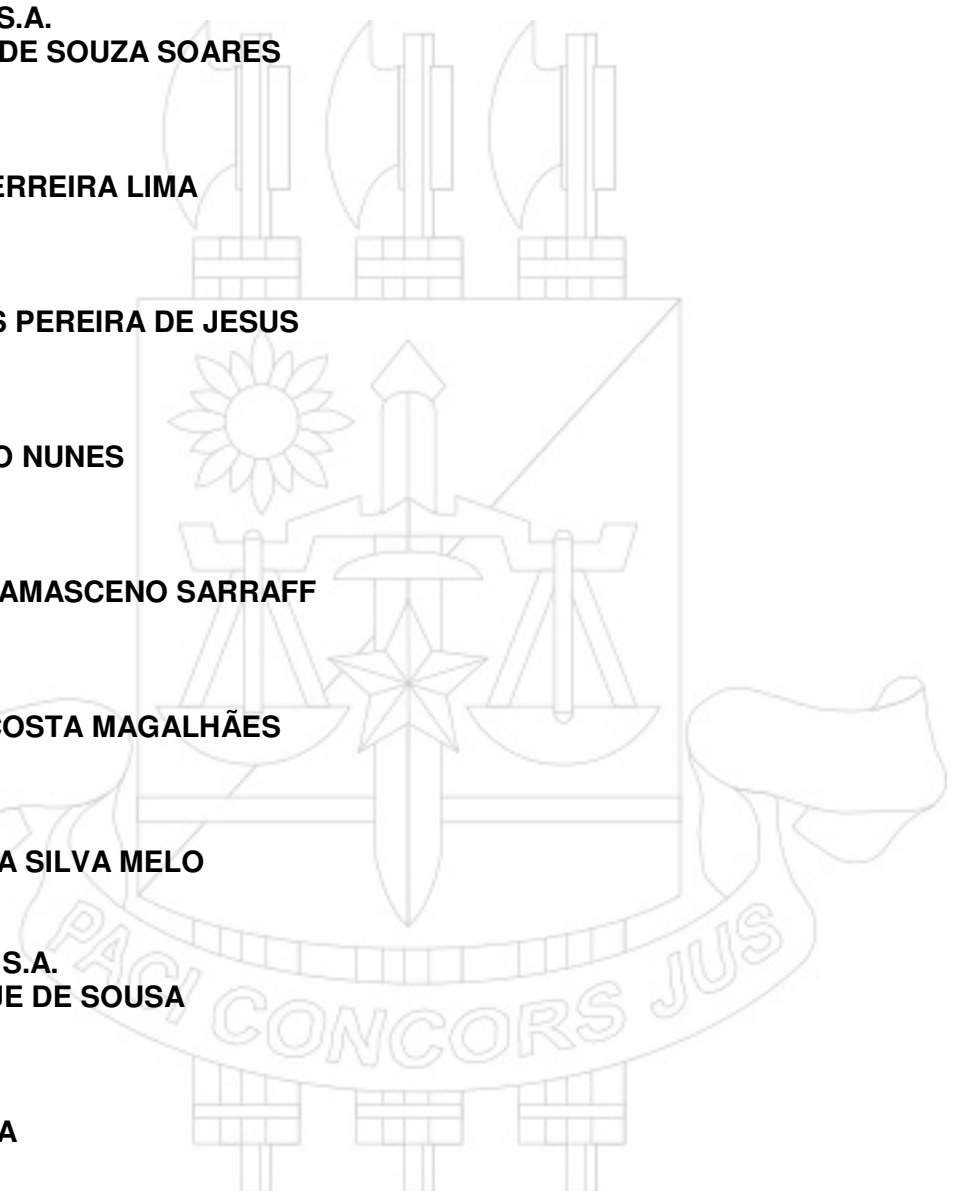 S.A.
DE SOUZA SOARES
ERREIRA LIMA
S PEREIRA DE JESUS
O NUNES
AMASCENO SARRAFF
COSTA MAGALHÃES
A SILVA MELO
S.A.
UE DE SOUSA
A
PACI CONCORS JUS